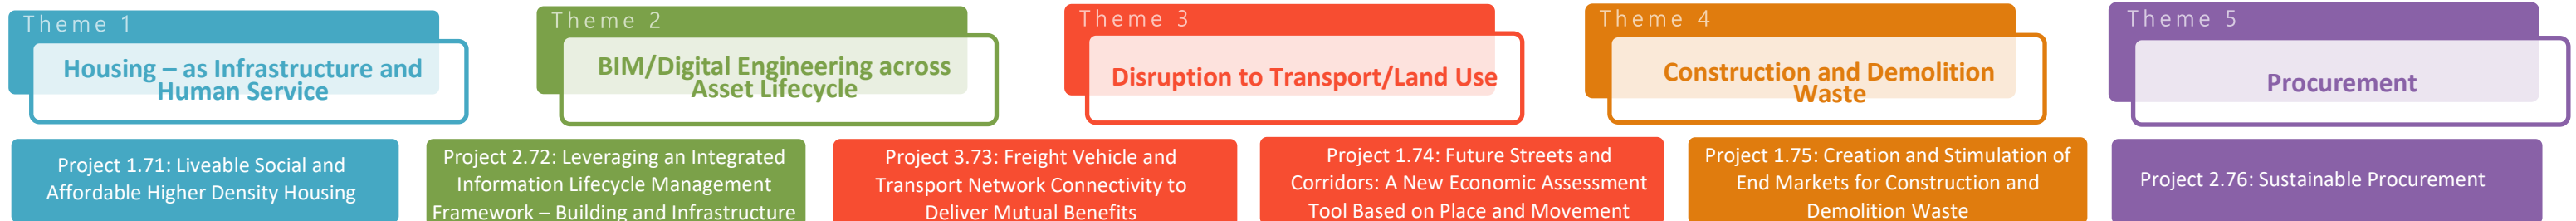 Theme 1
Housing – as Infrastructure and
Human Service
Theme 2
BIM/Digital Engineering across
Asset Lifecycle
Theme 3
Disruption to Transport/Land Use
Theme 4
Construction and Demolition
Waste
Theme 5
Procurement
Project 1.71: Liveable Social and
Affordable Higher Density Housing
Project 2.72: Leveraging an Integrated
Information Lifecycle Management
Framework – Building and Infrastructure
Project 3.73: Freight Vehicle and
Transport Network Connectivity to
Deliver Mutual Benefits
Project 1.74: Future Streets and
Corridors: A New Economic Assessment
Tool Based on Place and Movement
Project 1.75: Creation and Stimulation of
End Markets for Construction and
Demolition Waste
Project 2.76: Sustainable Procurement